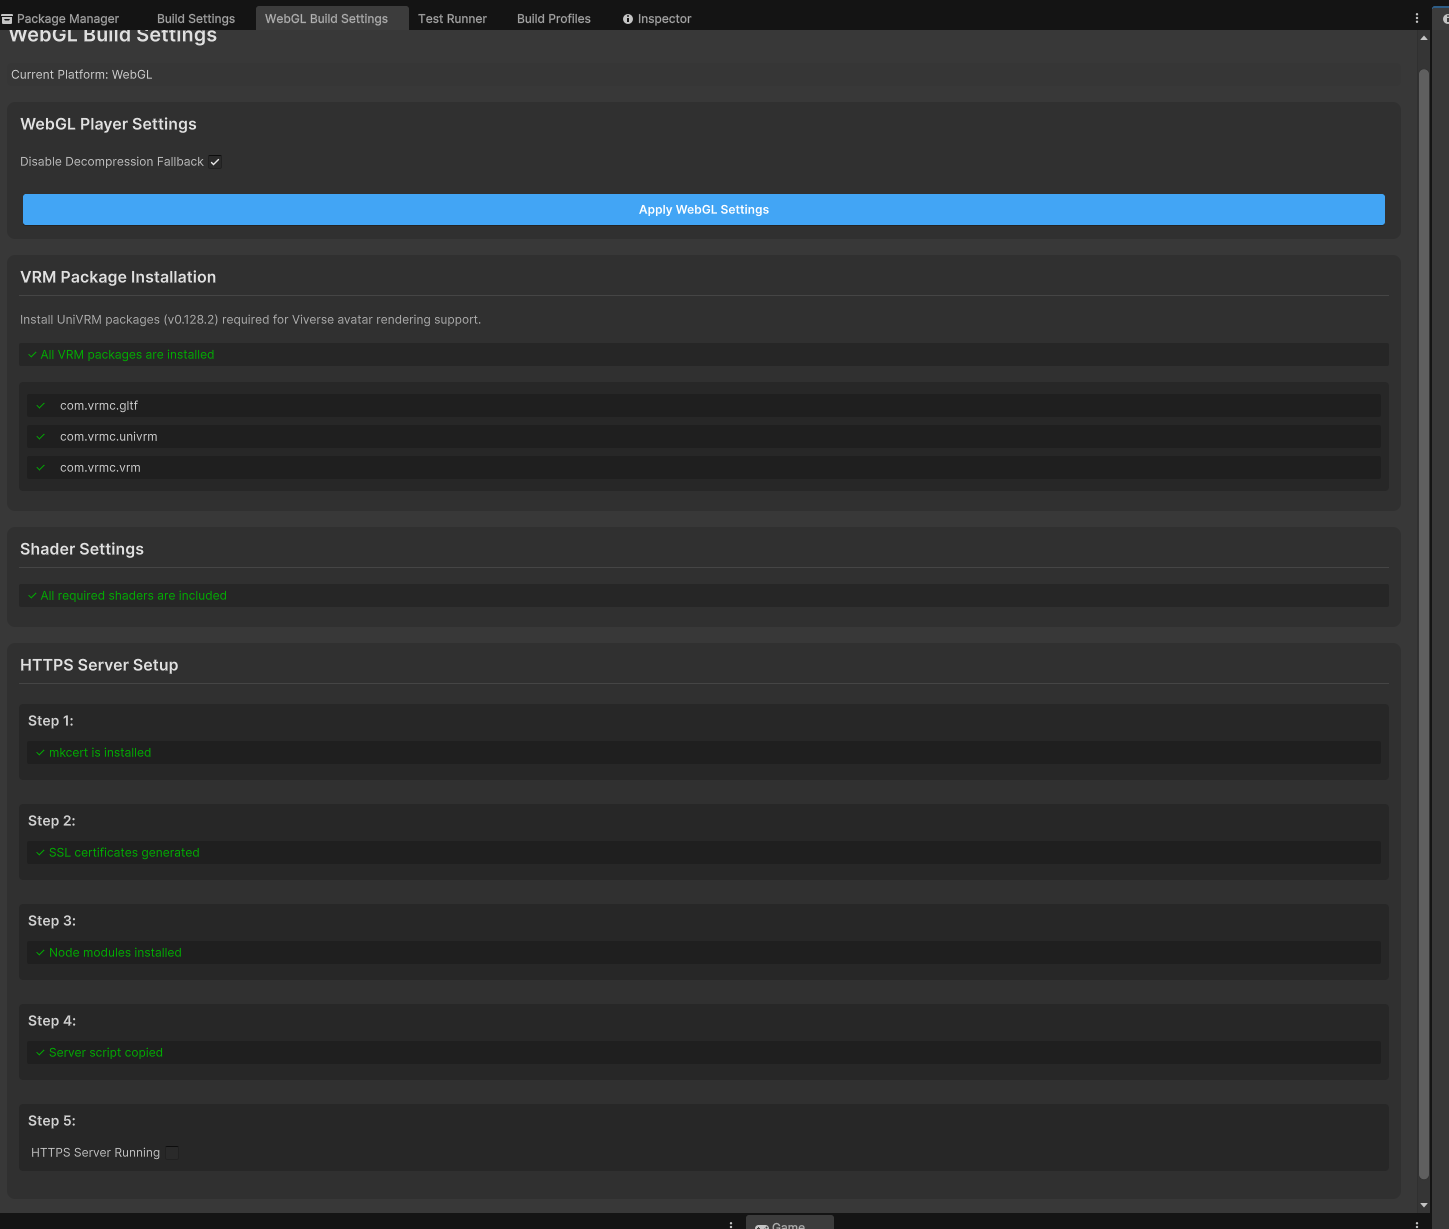 Package Manager
Build Settings
WebGL Build Settings
Test Runner
Build Profiles
Inspector
WebGL Build Settings
Current Platform: WebGL
WebGL Player Settings
Disable Decompression Fallback
Apply WebGL Settings
VRM Package Installation
Install UniVRM packages (v0.128.2) required for Viverse avatar rendering support.
✓ All VRM packages are installed
✓ com.vrmc.gltf
✓ com.vrmc.univrm
✓ com.vrmc.vrm
Shader Settings
✓ All required shaders are included
HTTPS Server Setup
Step 1:
✓ mkcert is installed
Step 2:
✓ SSL certificates generated
Step 3:
✓ Node modules installed
Step 4:
✓ Server script copied
Step 5:
HTTPS Server Running
Game